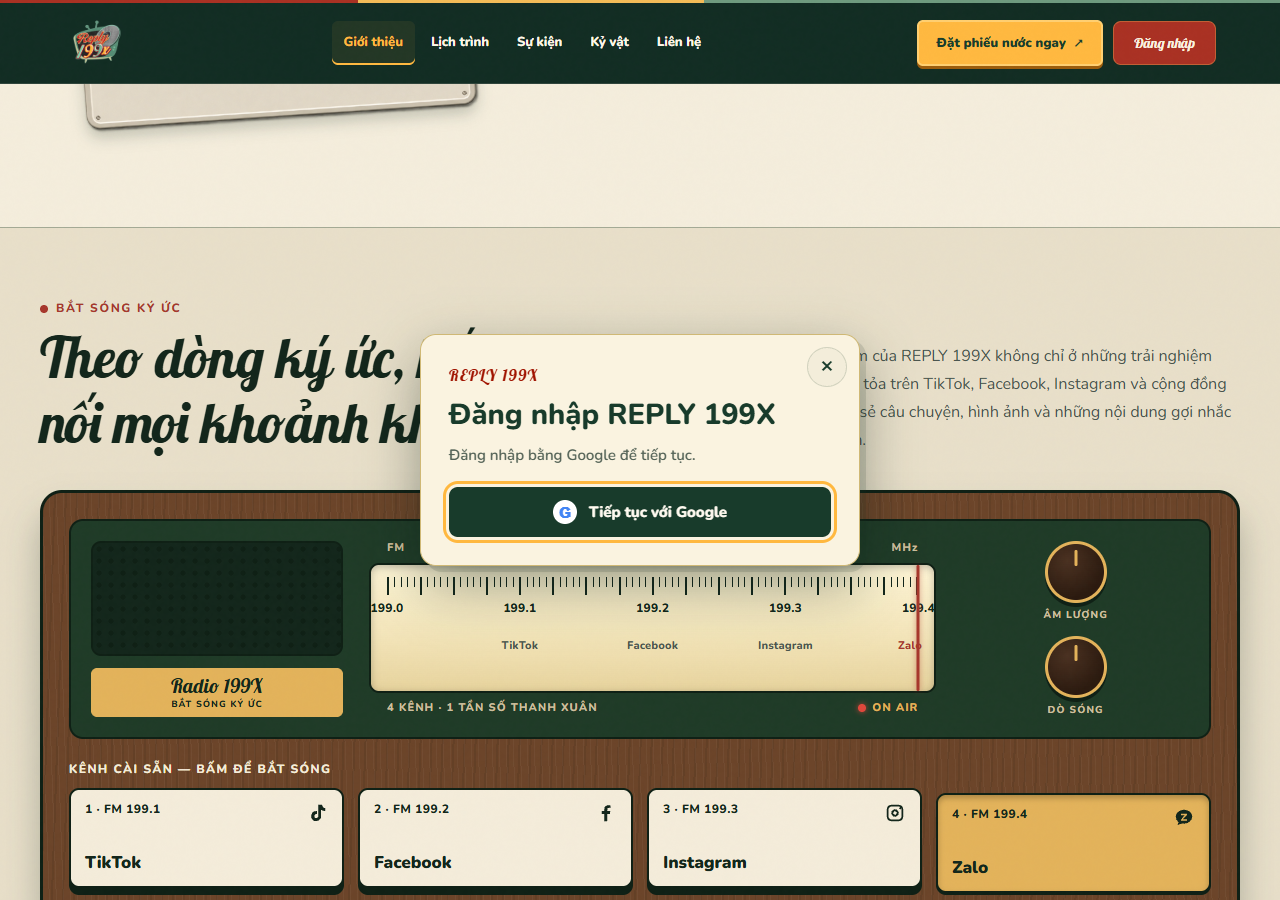 Reply 199x
Giới thiệu
Lịch trình
Sự kiện
Kỷ vật
Liên hệ
Đặt phiếu nước ngay ↗
Đăng nhập
BẮT SÓNG KÝ ỨC
Theo dòng ký ức,
nối mọi khoảnh kh
của REPLY 199X không chỉ ở những trải nghiệm
tỏa trên TikTok, Facebook, Instagram và cộng đồng
sẻ câu chuyện, hình ảnh và những nội dung gợi nhắc
REPLY 199X
×
Đăng nhập REPLY 199X
Đăng nhập bằng Google để tiếp tục.
G Tiếp tục với Google
FM
MHz
199.0 199.1 199.2 199.3 199.4
TikTok Facebook Instagram Zalo
Radio 199X
BẮT SÓNG KÝ ỨC
4 KÊNH · 1 TẦN SỐ THANH XUÂN
ON AIR
ÂM LƯỢNG
DÒ SÓNG
KÊNH CÀI SẴN — BẤM ĐỂ BẮT SÓNG
1 · FM 199.1
TikTok
2 · FM 199.2
Facebook
3 · FM 199.3
Instagram
4 · FM 199.4
Z
Zalo